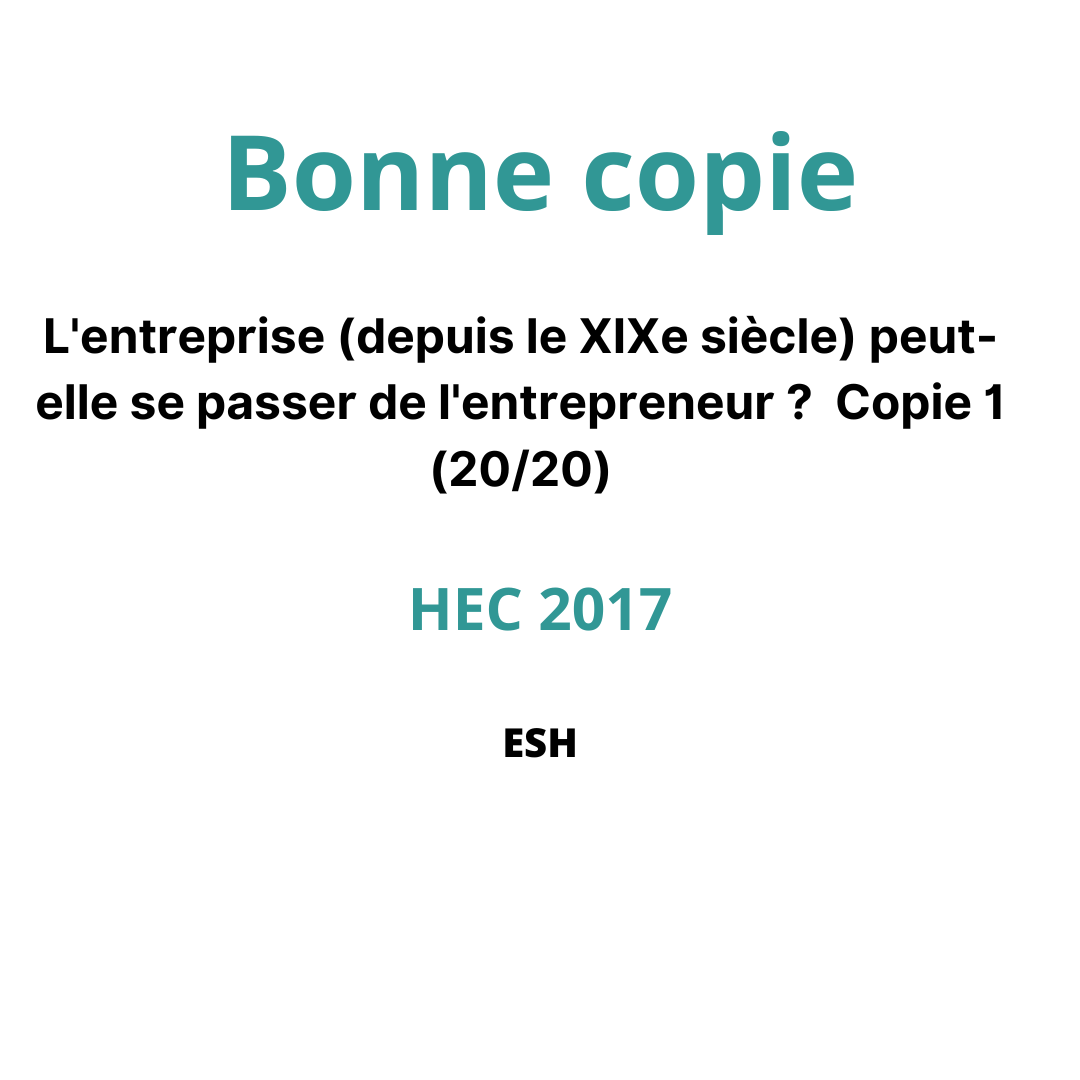 Bonne copie
L'entreprise (depuis le XIXe siècle) peut-
elle se passer de l'entrepreneur ?  Copie 1
(20/20)
HEC 2017
ESH